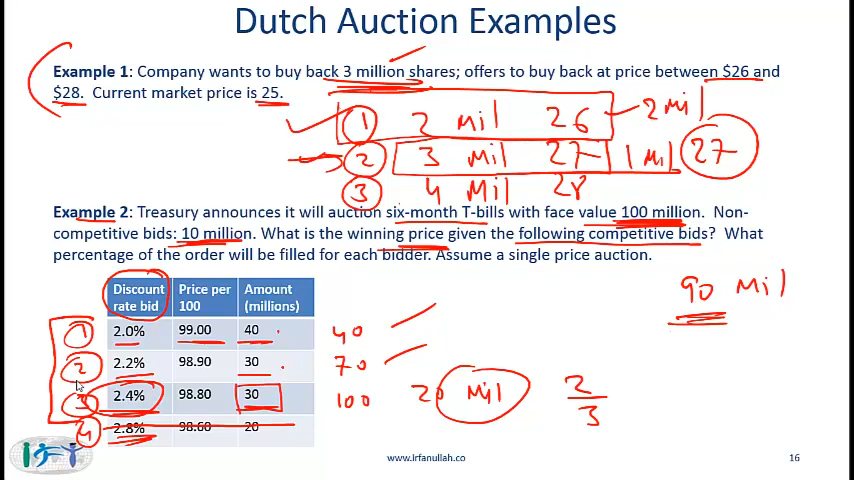 Dutch Auction Examples
Example 1: Company wants to buy back 3 million shares; offers to buy back at price between $26 and
$28. Current market price is 25.
1 2 mil 26 2 Mil
2 3 mil 27 1 Mil 27
3 4 Mil 28
Example 2: Treasury announces it will auction six-month T-bills with face value 100 million. Non-
competitive bids: 10 million. What is the winning price given the following competitive bids? What
percentage of the order will be filled for each bidder. Assume a single price auction.
90 Mil
Discount rate bid Price per 100 Amount (millions)
1 2.0% 99.00 40 40
2 2.2% 98.90 30 70
3 2.4% 98.80 30 100 20 Mil 2/3
4 2.8% 98.60 20
www.irfanullah.co
16